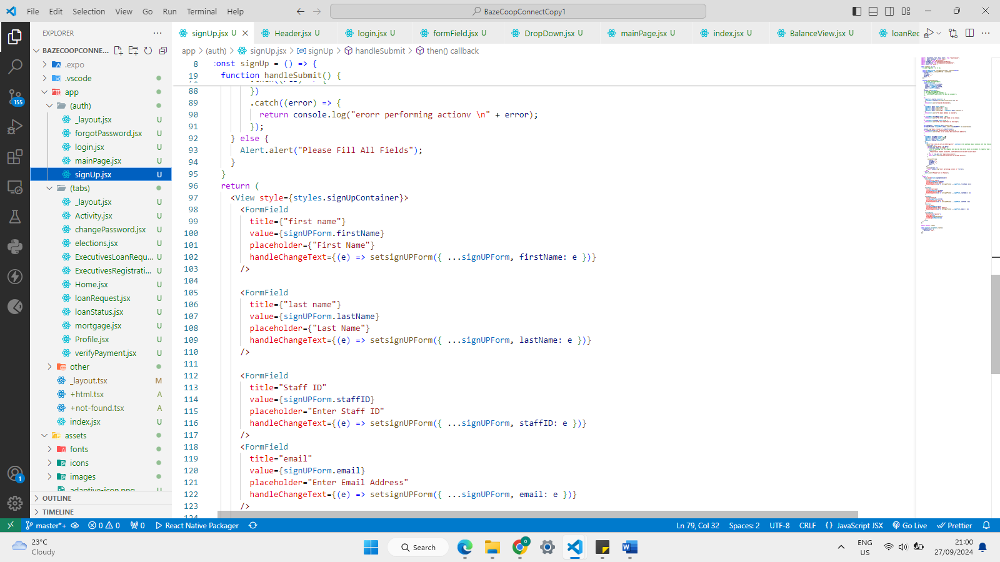 File Edit Selection View Go Run Terminal Help
BazeCoopConnectCopy1
EXPLORER
signUp.jsx U
Header.jsx U
login.jsx U
formField.jsx U
DropDown.jsx U
mainPage.jsx U
index.jsx U
BalanceView.jsx U
loanRec
BAZECOOPCONNE...
app > (auth) > signUp.jsx > signUp > handleSubmit > then() callback
.expo
.vscode
app
(auth)
_layout.jsx U
forgotPassword.jsx U
login.jsx U
mainPage.jsx U
signUp.jsx U
(tabs)
_layout.jsx U
Activity.jsx U
changePassword.jsx U
elections.jsx U
ExecutivesLoanRequ... U
ExecutivesRegistrati... U
Home.jsx U
loanRequest.jsx U
loanStatus.jsx U
mortgage.jsx U
Profile.jsx U
verifyPayment.jsx U
other
_layout.tsx M
+html.tsx A
+not-found.tsx A
index.jsx U
assets
fonts
icons
images
adaptive-icon.png U
OUTLINE
TIMELINE
155
1
8 const signUp = () => {
19 function handleSubmit() {
88 })
89 .catch((error) => {
90 return console.log("erorr performing actionv \n" + error);
91 });
92 } else {
93 Alert.alert("Please Fill All Fields");
94 }
95 }
96 return (
97 <View style={styles.signUpContainer}>
98 <FormField
99 title={"first name"}
100 value={signUPForm.firstName}
101 placeholder={"First Name"}
102 handleChangeText={(e) => setsignUPForm({ ...signUPForm, firstName: e })}
103 />
104
105 <FormField
106 title={"last name"}
107 value={signUPForm.lastName}
108 placeholder={"Last Name"}
109 handleChangeText={(e) => setsignUPForm({ ...signUPForm, lastName: e })}
110 />
111
112 <FormField
113 title="Staff ID"
114 value={signUPForm.staffID}
115 placeholder="Enter Staff ID"
116 handleChangeText={(e) => setsignUPForm({ ...signUPForm, staffID: e })}
117 />
118 <FormField
119 title="email"
120 value={signUPForm.email}
121 placeholder="Enter Email Address"
122 handleChangeText={(e) => setsignUPForm({ ...signUPForm, email: e })}
123 />
124
master*+ 0 0 0 React Native Packager
Ln 79, Col 32 Spaces: 2 UTF-8 CRLF {} JavaScript JSX Go Live Prettier
23°C
Cloudy
Search
ENG
US
21:00
27/09/2024